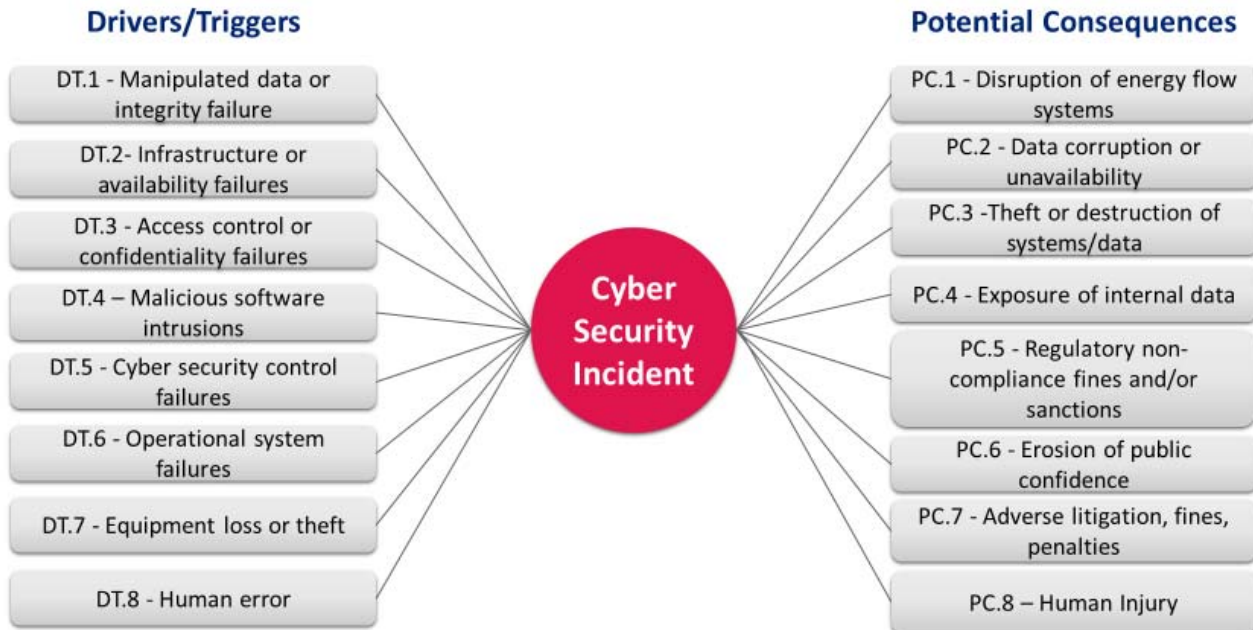 Drivers/Triggers
DT.1 - Manipulated data or
integrity failure
DT.2- Infrastructure or
availability failures
DT.3 - Access control or
confidentiality failures
DT.4 – Malicious software
intrusions
DT.5 - Cyber security control
failures
DT.6 - Operational system
failures
DT.7 - Equipment loss or theft
DT.8 - Human error
Cyber
Security
Incident
Potential Consequences
PC.1 - Disruption of energy flow
systems
PC.2 - Data corruption or
unavailability
PC.3 -Theft or destruction of
systems/data
PC.4 - Exposure of internal data
PC.5 - Regulatory non-
compliance fines and/or
sanctions
PC.6 - Erosion of public
confidence
PC.7 - Adverse litigation, fines,
penalties
PC.8 – Human Injury